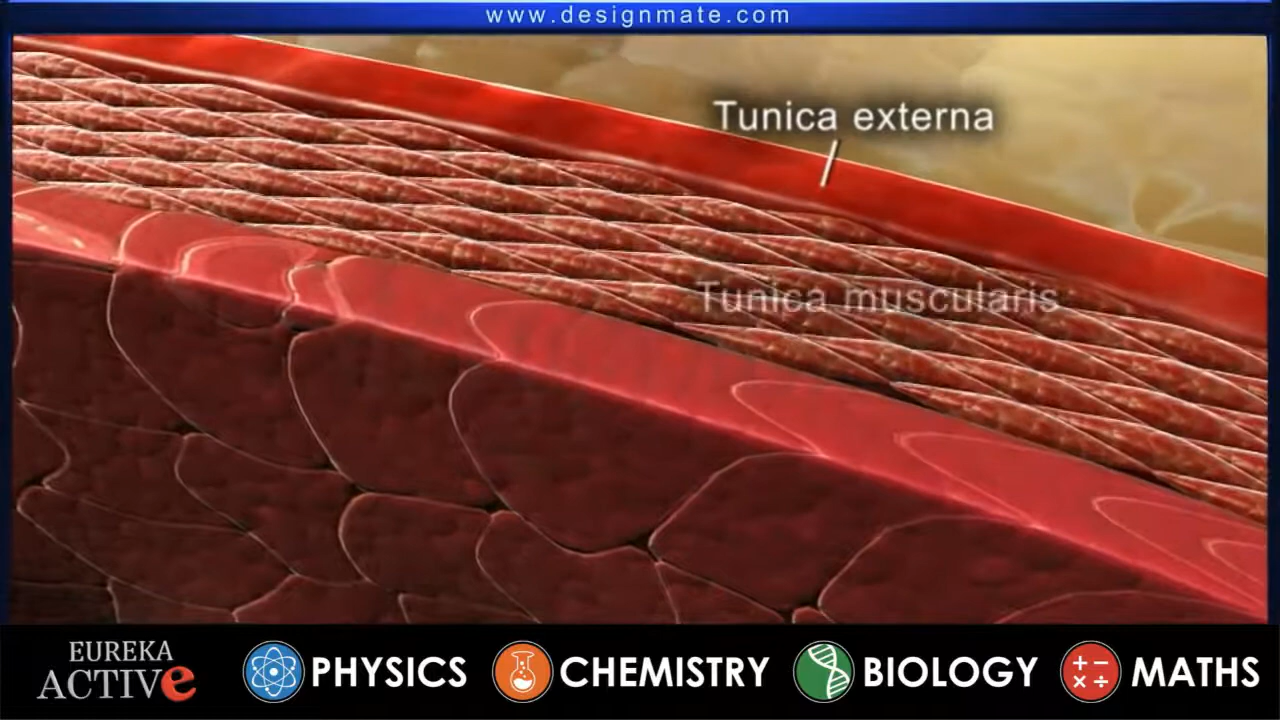 www.designmate.com
Tunica externa
Tunica muscularis
EUREKA
ACTIVe
PHYSICS
CHEMISTRY
BIOLOGY
MATHS